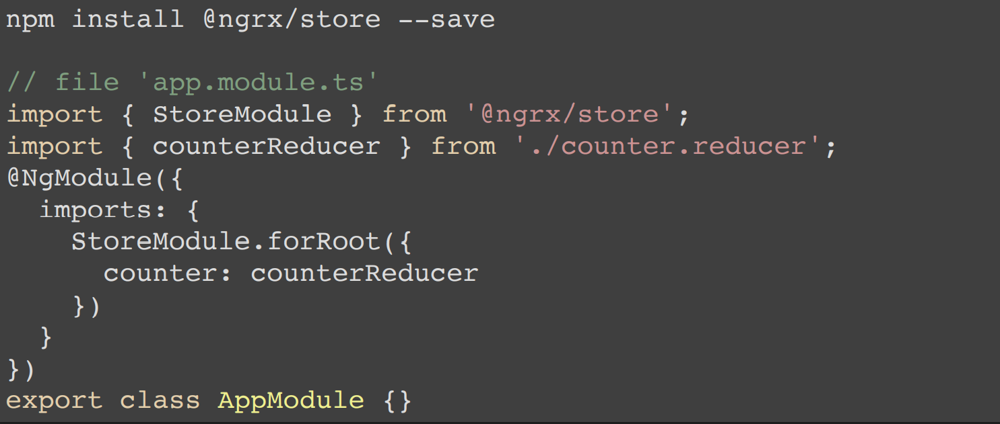 npm install @ngrx/store --save
// file 'app.module.ts'
import { StoreModule } from '@ngrx/store';
import { counterReducer } from './counter.reducer';
@NgModule({
  imports: {
    StoreModule.forRoot({
      counter: counterReducer
    })
  }
})
export class AppModule {}